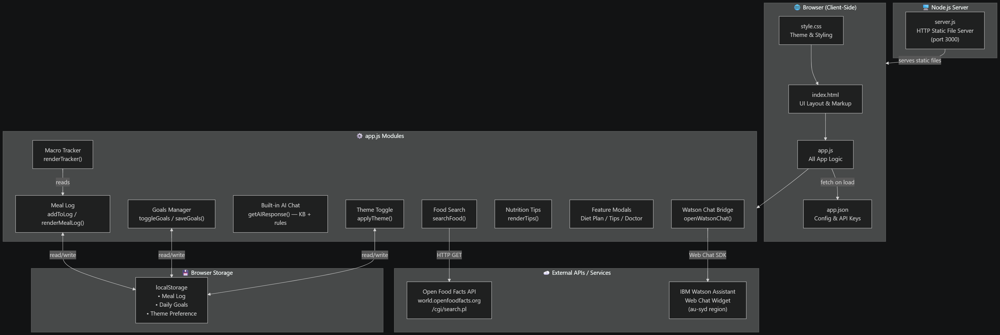 🌐 Browser (Client-Side)
style.css
Theme & Styling
index.html
UI Layout & Markup
app.js
All App Logic
fetch on load
app.json
Config & API Keys
🖥️ Node.js Server
server.js
HTTP Static File Server
(port 3000)
serves static files
⚙️ app.js Modules
Macro Tracker
renderTracker()
reads
Meal Log
addToLog /
renderMealLog()
Goals Manager
toggleGoals / saveGoals()
Built-in AI Chat
getAIResponse() — KB +
rules
Theme Toggle
applyTheme()
Food Search
searchFood()
Nutrition Tips
renderTips()
Feature Modals
Diet Plan / Tips / Doctor
Watson Chat Bridge
openWatsonChat()
read/write
read/write
read/write
HTTP GET
Web Chat SDK
💾 Browser Storage
localStorage
• Meal Log
• Daily Goals
• Theme Preference
☁️ External APIs / Services
Open Food Facts API
world.openfoodfacts.org
/cgi/search.pl
IBM Watson Assistant
Web Chat Widget
(au-syd region)